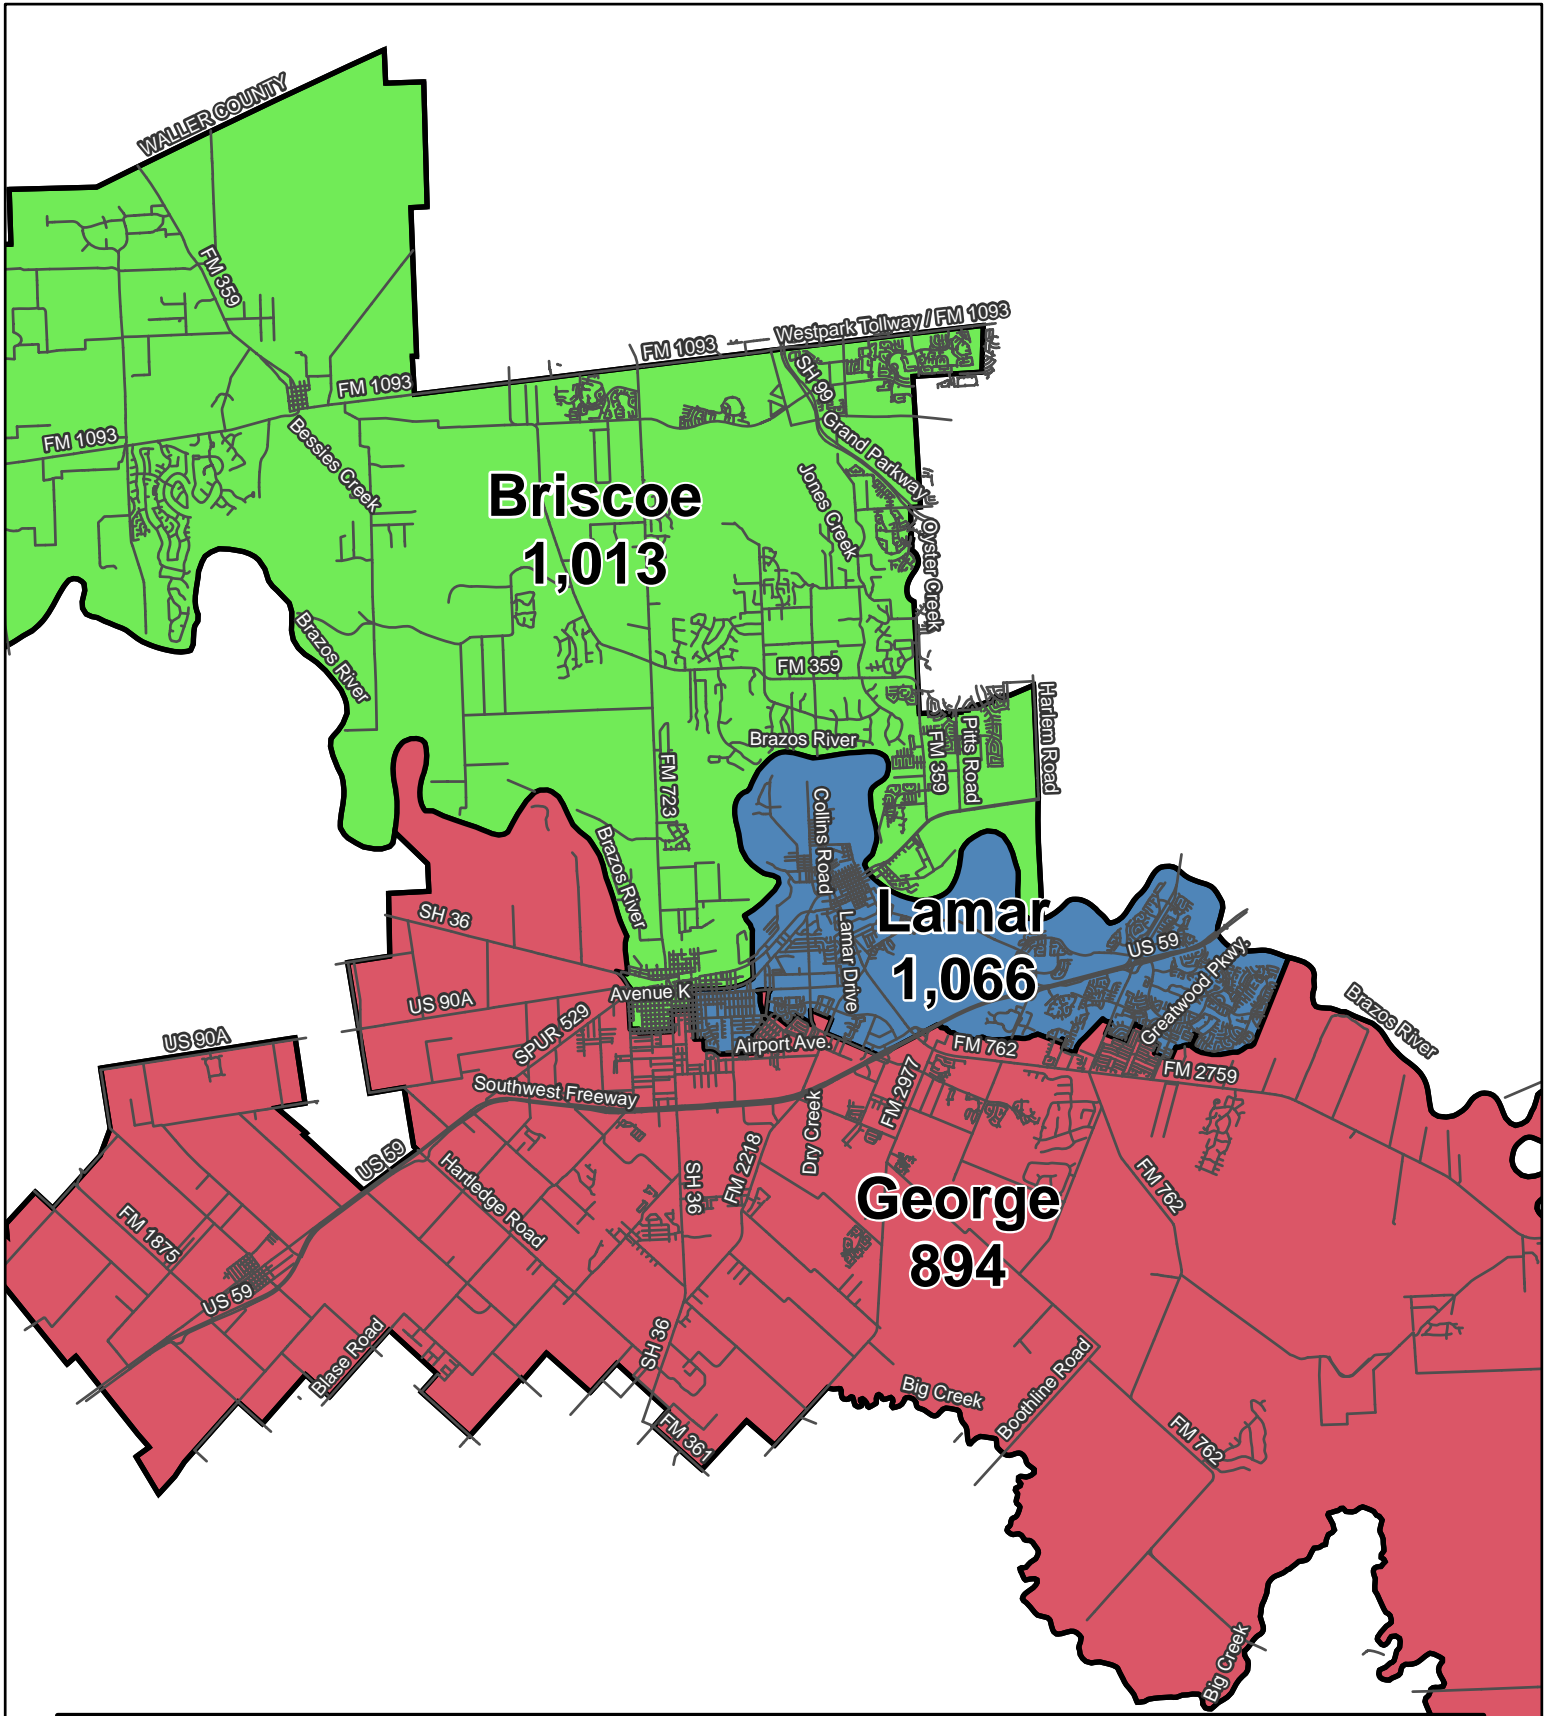 WALLER COUNTY
FM 359
Westpark Tollway / FM 1093
FM 1093
SH 99
FM 1093
Grand Parkway
FM 1093
Bessies Creek
Jones Creek
Briscoe
1,013
Oyster Creek
Brazos River
FM 359
Harlem Road
Pitts Road
FM 359
Brazos River
FM 723
Collins Road
Brazos River
Lamar
1,066
Lamar Drive
SH 36
US 59
Greatwood Pkwy.
Avenue K
US 90A
Brazos River
SPUR 529
US 90A
Airport Ave.
FM 762
FM 2759
FM 2977
Southwest Freeway
Dry Creek
US 59
Hartledge Road
FM 2218
SH 36
FM 762
George
894
FM 1875
US 59
Blase Road
SH 36
Big Creek
Boothline Road
FM 361
FM 762
Big Creek